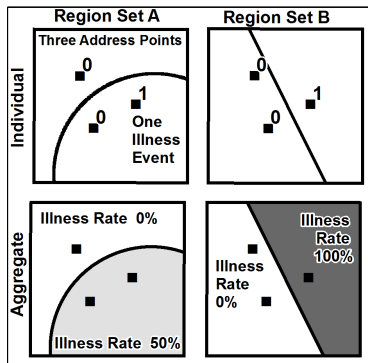 Region Set A
Region Set B
Individual
Three Address Points
0
1
0
One
Illness
Event
0
1
0
Aggregate
Illness Rate 0%
Illness Rate 50%
Illness
Rate
100%
Illness
Rate
0%